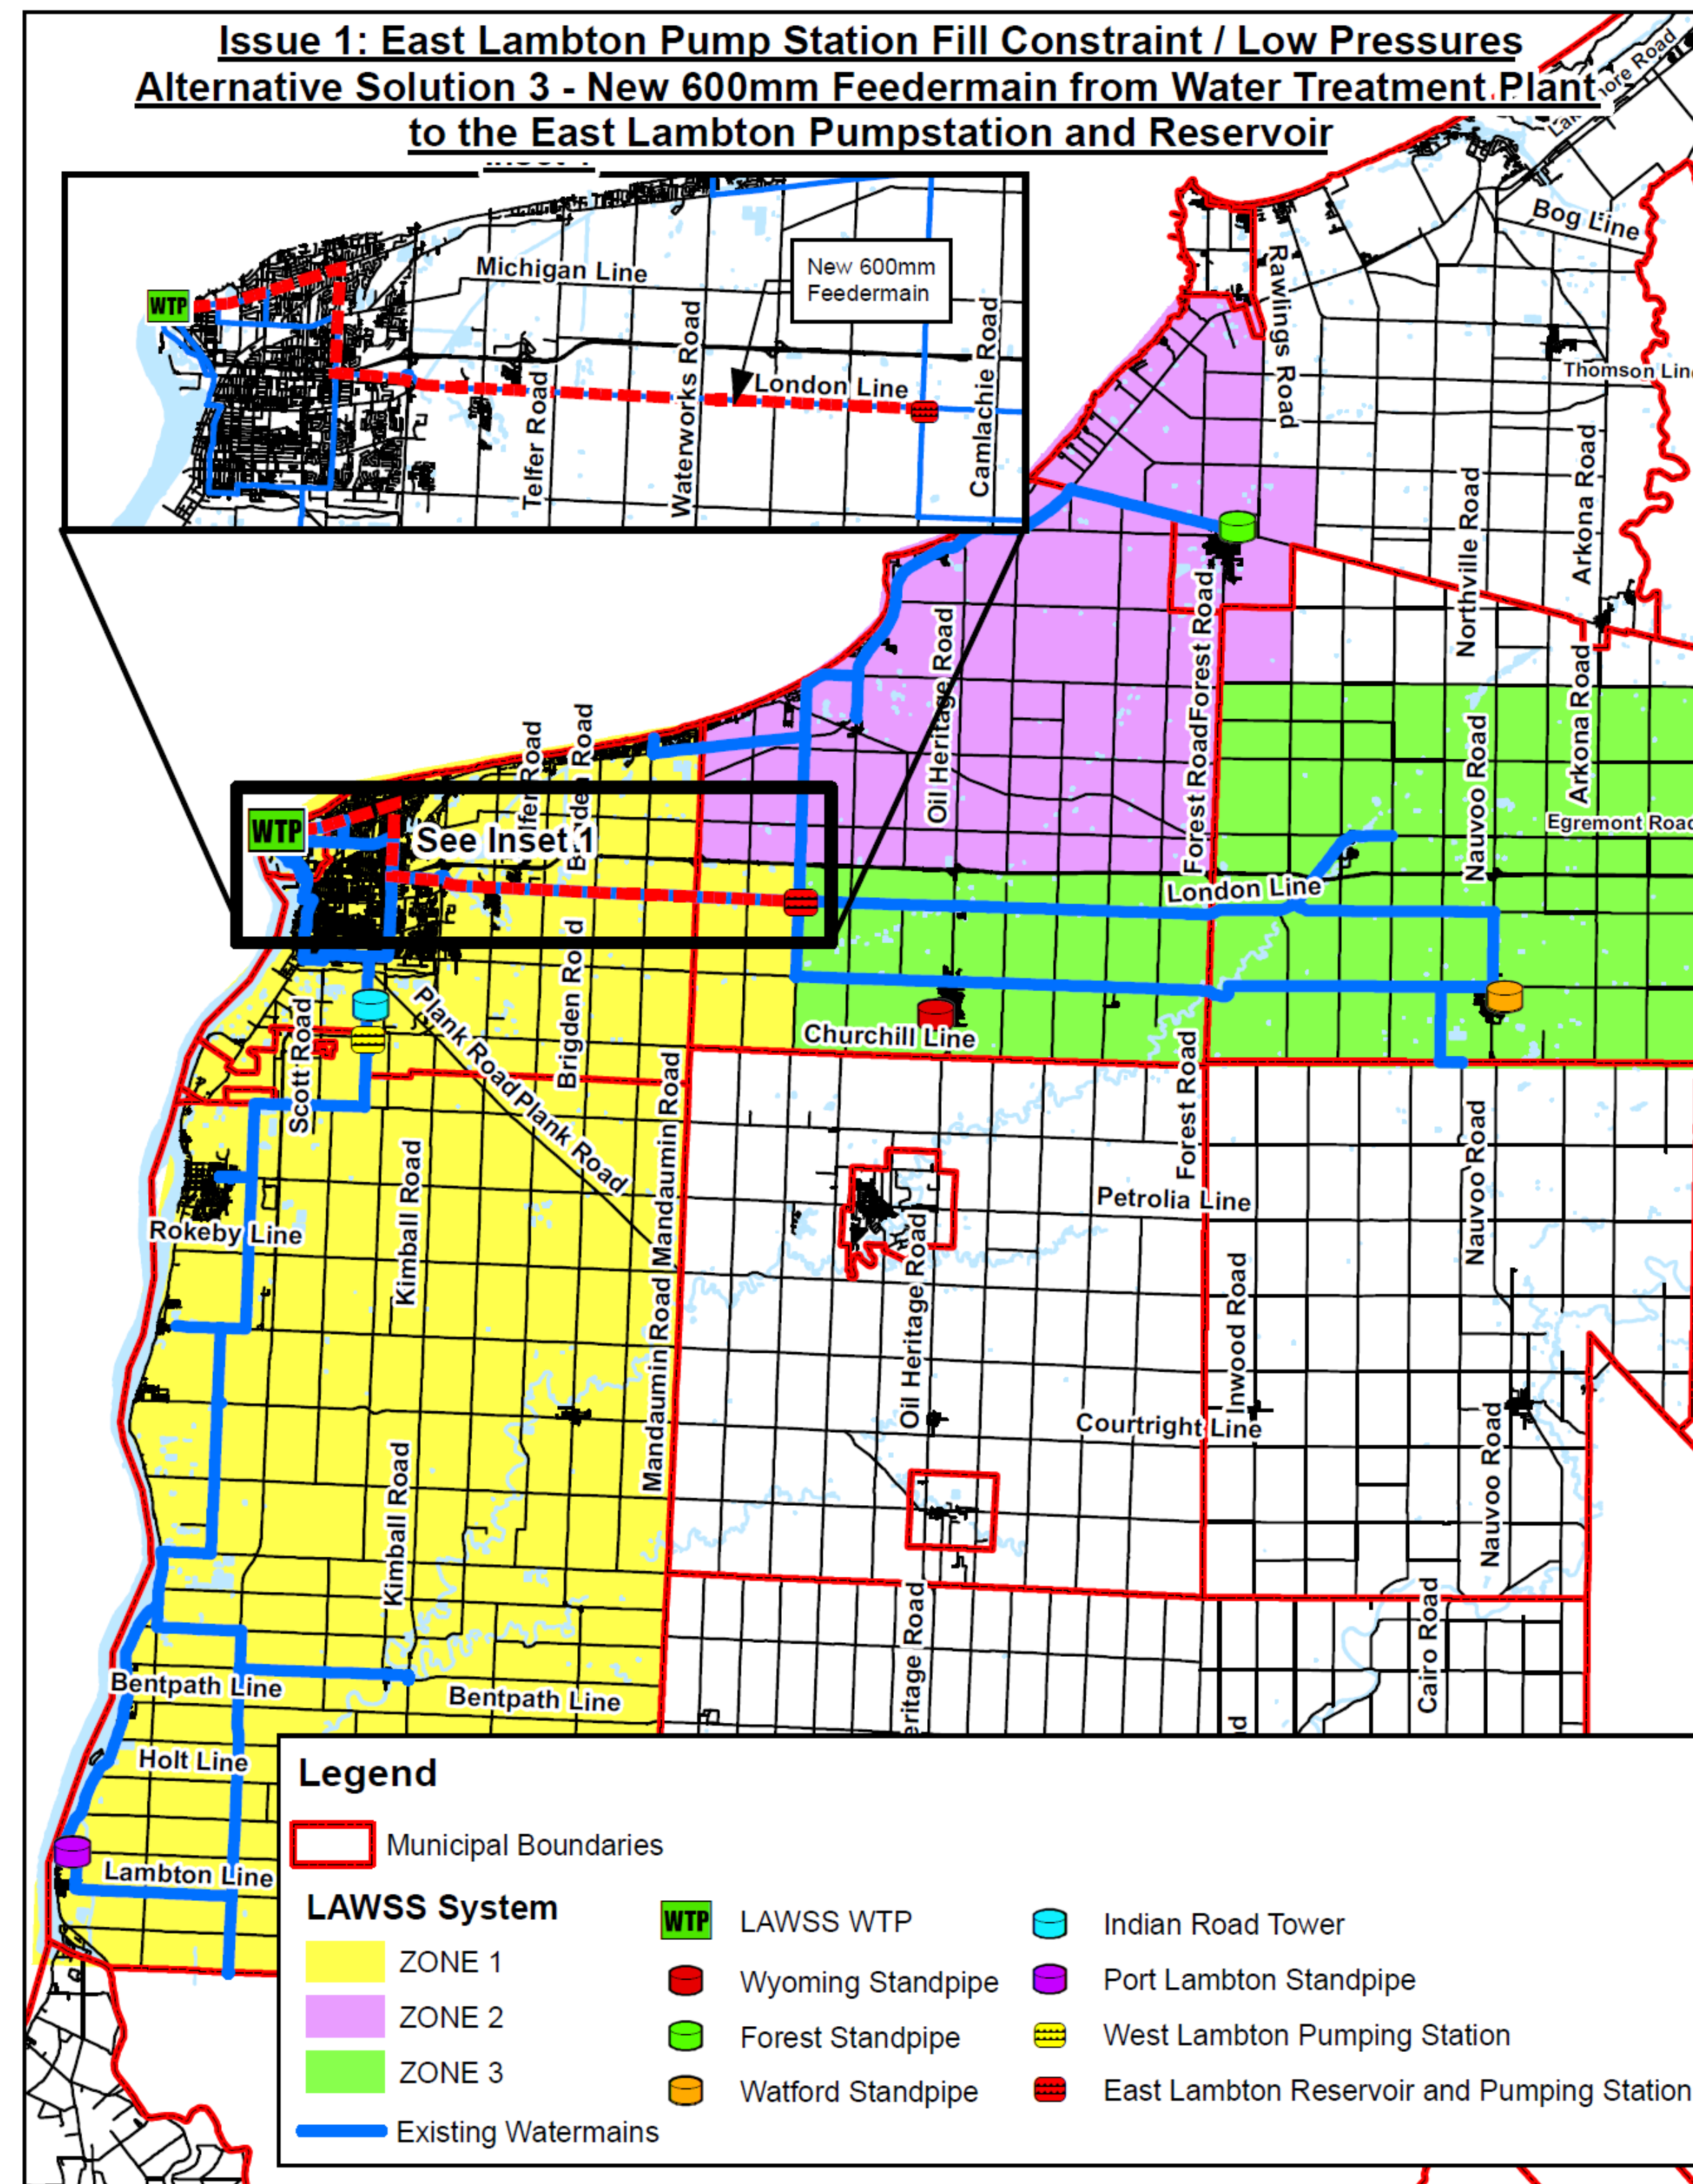 Issue 1: East Lambton Pump Station Fill Constraint / Low Pressures
Alternative Solution 3 - New 600mm Feedermain from Water Treatment Plant
to the East Lambton Pumpstation and Reservoir
Bog Line
Michigan Line
New 600mm
Feedermain
WTP
Rawlings Road
Waterworks Road
Camlachie Road
Thomson Line
London Line
Telfer Road
Arkona Road
Northville Road
Forest Road
Oil Heritage Road
Arkona Road
Forest Road
Nauvoo Road
WTP
See Inset 1
Egremont Road
London Line
Brigden Road
Plank Road
Scott Road
Churchill Line
Mandaumin Road
Forest Road
Plank Road
Kimball Road
Nauvoo Road
Petrolia Line
Rokeby Line
Mandaumin Road
Oil Heritage Road
Inwood Road
Courtright Line
Kimball Road
Mandaumin Road
Nauvoo Road
Cairo Road
eritage Road
Bentpath Line
Bentpath Line
Holt Line
Lambton Line
Legend
Municipal Boundaries
LAWSS System
ZONE 1
ZONE 2
ZONE 3
Existing Watermains
WTP LAWSS WTP
Wyoming Standpipe
Forest Standpipe
Watford Standpipe
Indian Road Tower
Port Lambton Standpipe
West Lambton Pumping Station
East Lambton Reservoir and Pumping Station